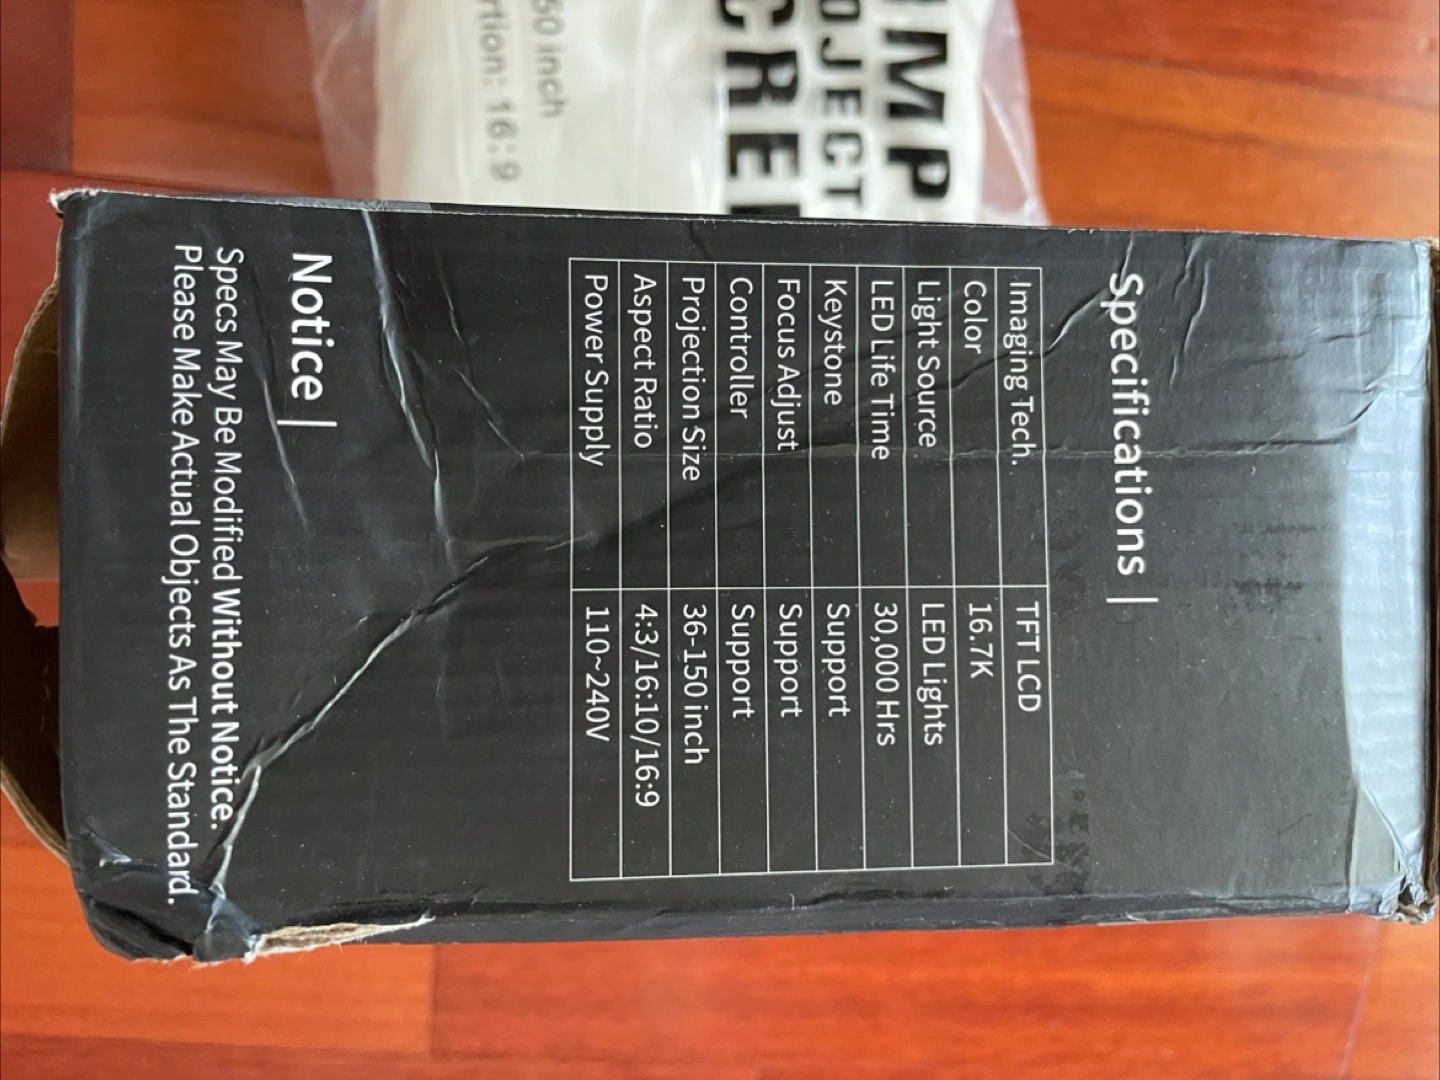 Specifications |
Imaging Tech. TFT LCD
Color 16.7K
Light Source LED Lights
LED Life Time 30,000 Hrs
Keystone Support
Focus Adjust Support
Controller Support
Projection Size 36-150 inch
Aspect Ratio 4:3/16:10/16:9
Power Supply 110~240V
Notice |
Specs May Be Modified Without Notice.
Please Make Actual Objects As The Standard.
inch
16:9